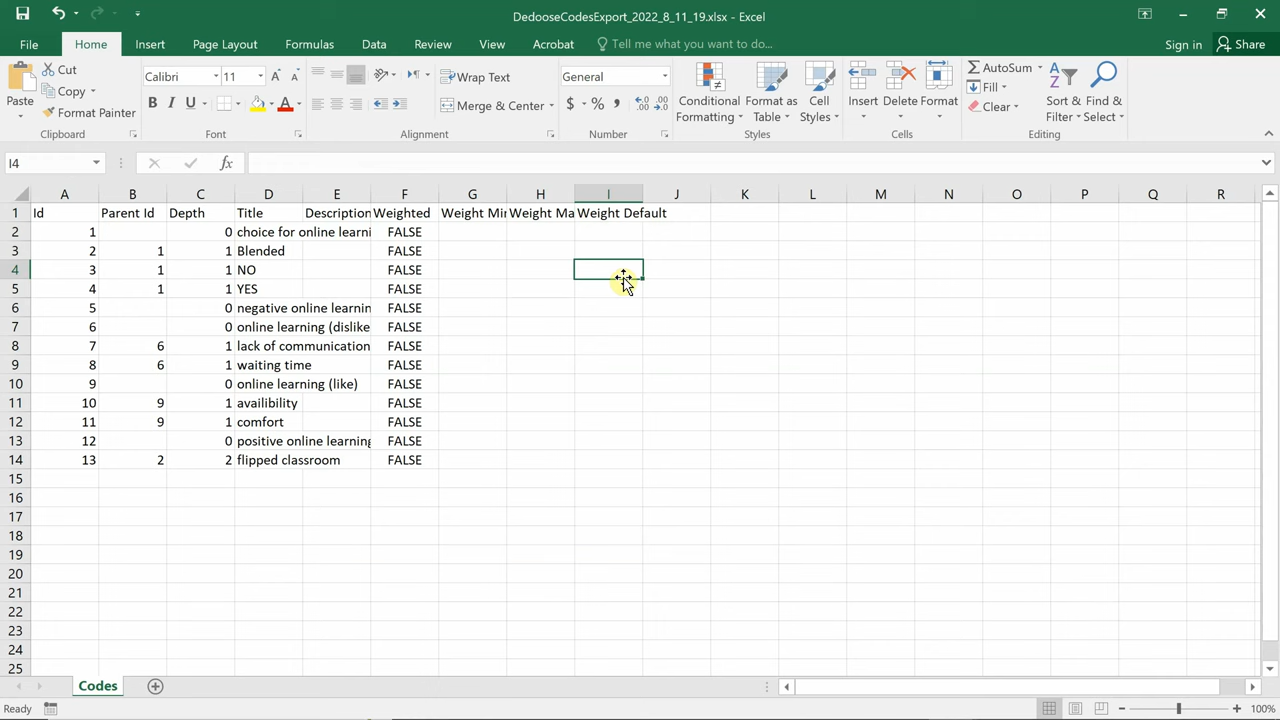 DedooseCodesExport_2022_8_11_19.xlsx - Excel
File Home Insert Page Layout Formulas Data Review View Acrobat Tell me what you want to do... Sign in Share
Paste
Cut
Copy
Format Painter
Clipboard
Calibri 11
B I U
Font
Wrap Text
Merge & Center
Alignment
General
$ % ,
Number
Conditional Formatting
Format as Table
Cell Styles
Styles
Insert Delete Format
Cells
AutoSum
Fill
Clear
Sort & Filter
Find & Select
Editing
I4 fx
A B C D E F G H I J K L M N O P Q R
1 Id Parent Id Depth Title Description Weighted Weight Min Weight Ma Weight Default
2 1 0 choice for online learni FALSE
3 2 1 1 Blended FALSE
4 3 1 1 NO FALSE
5 4 1 1 YES FALSE
6 5 0 negative online learnin FALSE
7 6 0 online learning (dislike FALSE
8 7 6 1 lack of communication FALSE
9 8 6 1 waiting time FALSE
10 9 0 online learning (like) FALSE
11 10 9 1 availibility FALSE
12 11 9 1 comfort FALSE
13 12 0 positive online learning FALSE
14 13 2 2 flipped classroom FALSE
15
16
17
18
19
20
21
22
23
24
25
Codes
Ready 100%